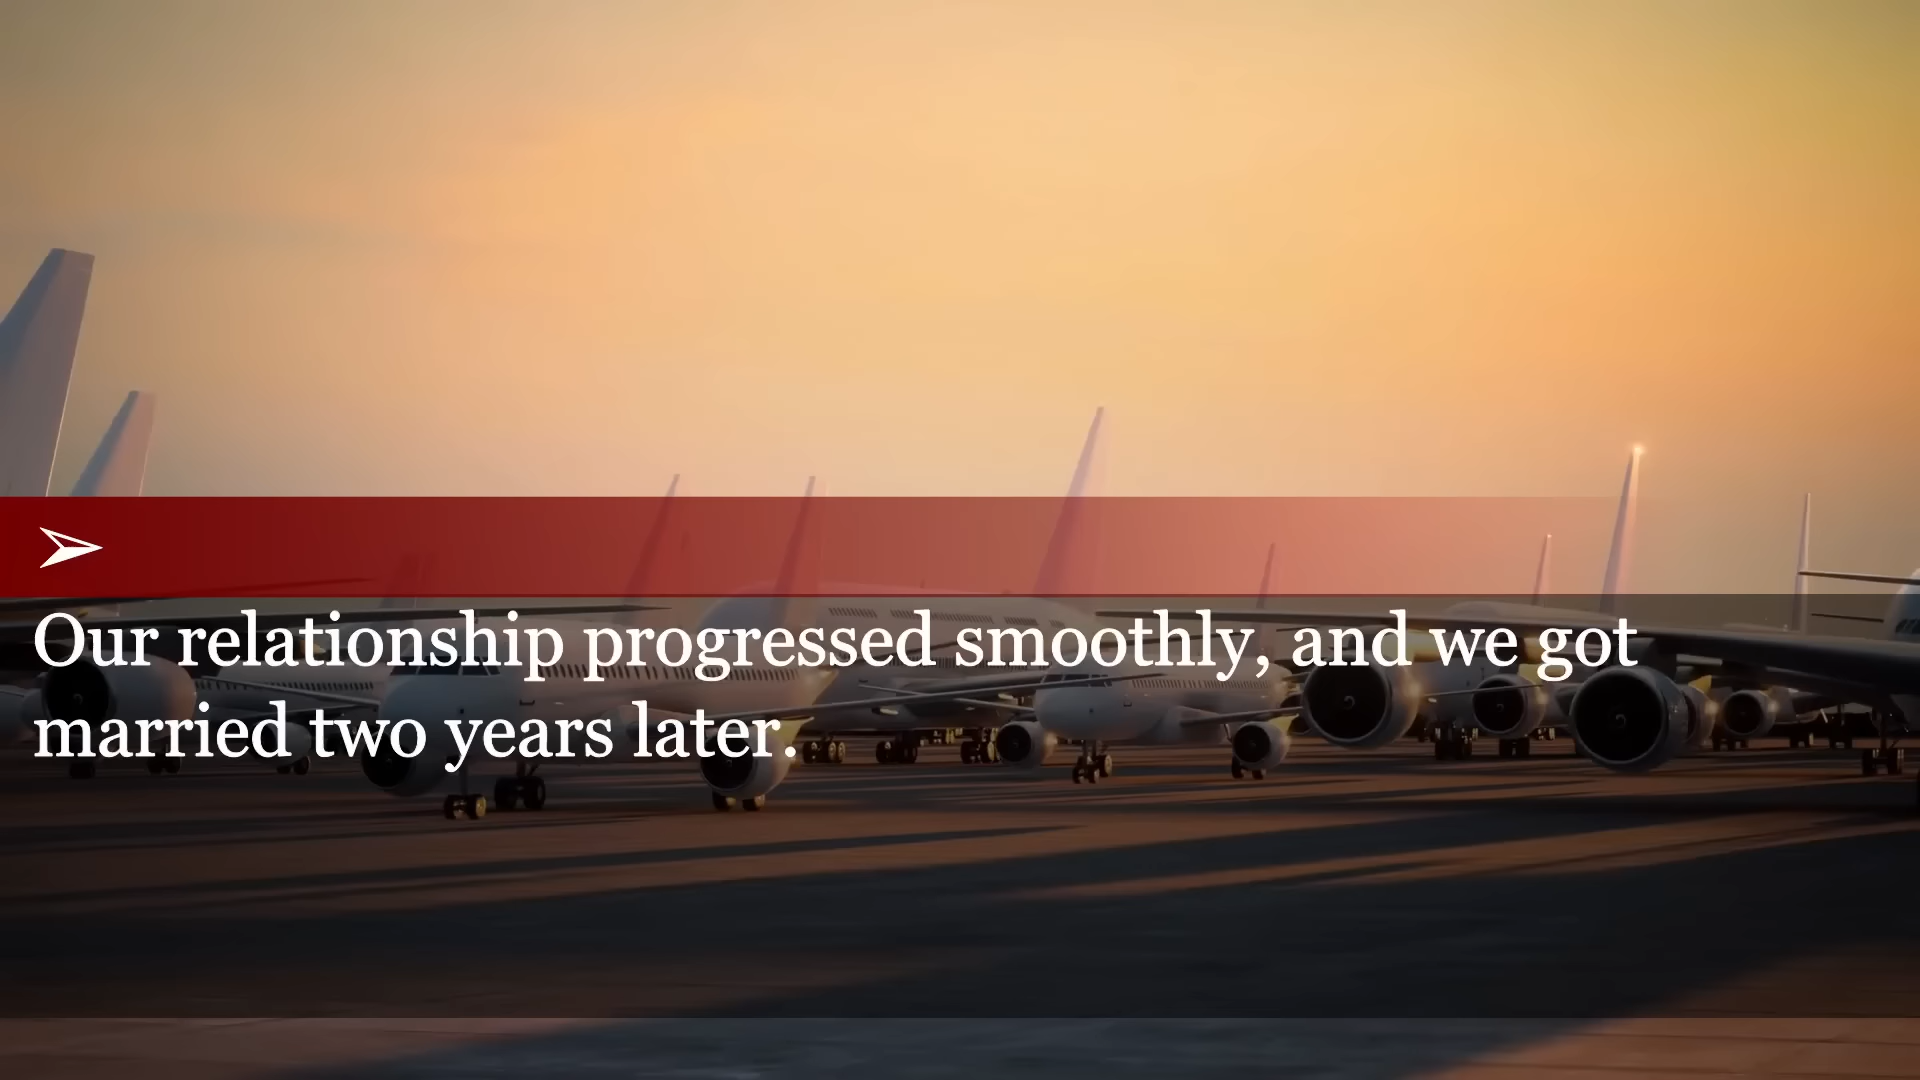 Our relationship progressed smoothly, and we got
married two years later.